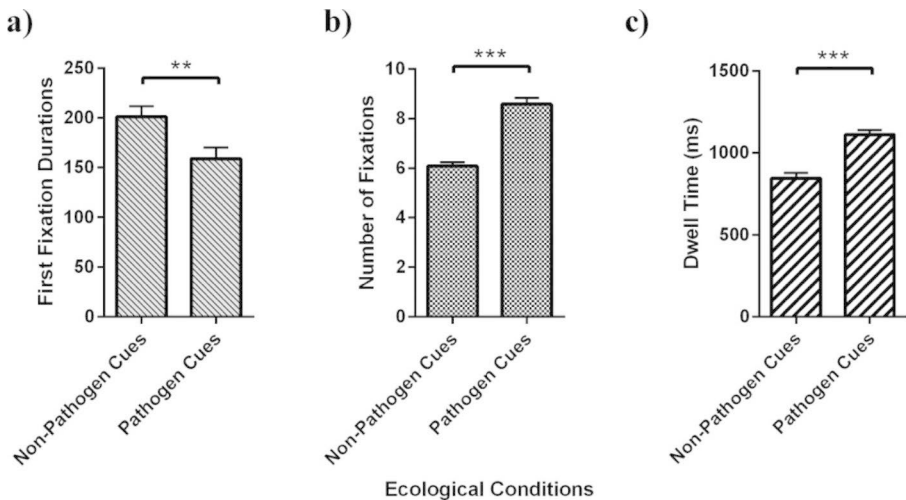 a)
First Fixation Durations
250
200
150
100
50
0
**
Non-Pathogen Cues
Pathogen Cues
b)
Number of Fixations
10
8
6
4
2
0
***
Non-Pathogen Cues
Pathogen Cues
c)
Dwell Time (ms)
1500
1000
500
0
***
Non-Pathogen Cues
Pathogen Cues
Ecological Conditions